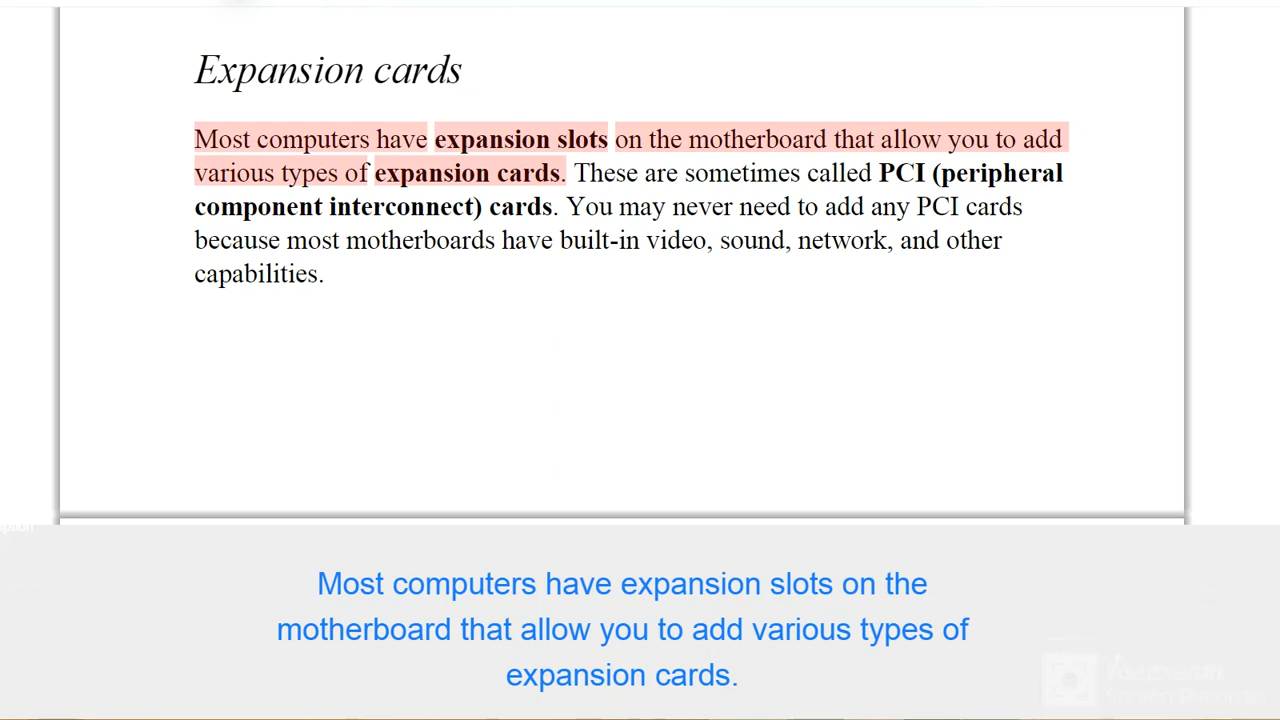 Expansion cards
Most computers have expansion slots on the motherboard that allow you to add
various types of expansion cards. These are sometimes called PCI (peripheral
component interconnect) cards. You may never need to add any PCI cards
because most motherboards have built-in video, sound, network, and other
capabilities.
Most computers have expansion slots on the
motherboard that allow you to add various types of
expansion cards.